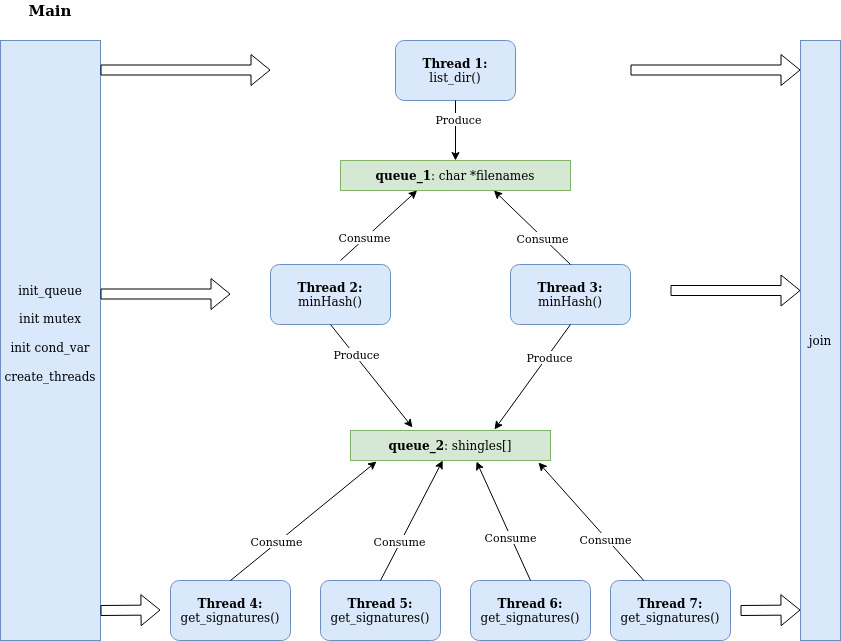 Main
Thread 1:
list_dir()
Produce
queue_1: char *filenames
Consume
Consume
init_queue
init mutex
init cond_var
create_threads
Thread 2:
minHash()
Thread 3:
minHash()
join
Produce
Produce
queue_2: shingles[]
Consume
Consume
Consume
Consume
Thread 4:
get_signatures()
Thread 5:
get_signatures()
Thread 6:
get_signatures()
Thread 7:
get_signatures()